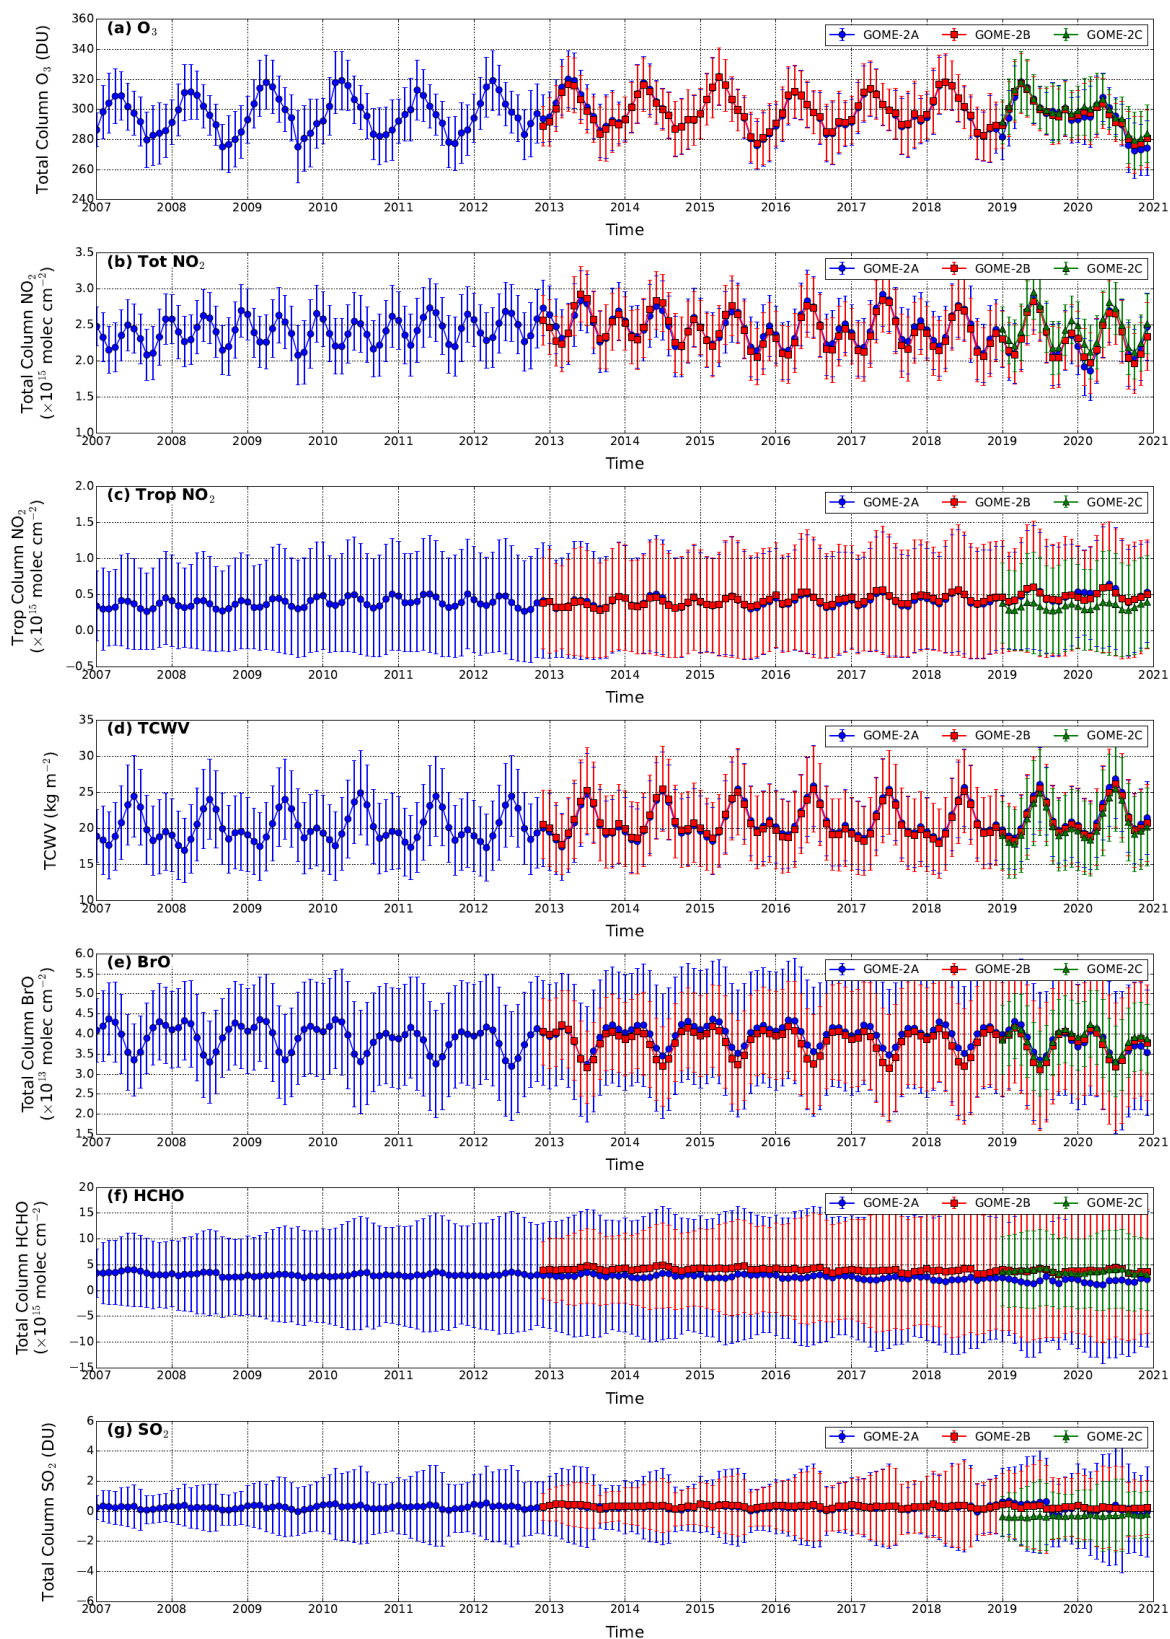 (a) O3
GOME-2A GOME-2B GOME-2C
Total Column O3 (DU)
360
340
320
300
280
260
240
2007 2008 2009 2010 2011 2012 2013 2014 2015 2016 2017 2018 2019 2020 2021
Time
(b) Tot NO2
GOME-2A GOME-2B GOME-2C
Total Column NO2
(×10^15 molec cm^−2)
3.5
3.0
2.5
2.0
1.5
1.0
2007 2008 2009 2010 2011 2012 2013 2014 2015 2016 2017 2018 2019 2020 2021
Time
(c) Trop NO2
GOME-2A GOME-2B GOME-2C
Trop Column NO2
(×10^15 molec cm^−2)
2.0
1.5
1.0
0.5
0.0
−0.5
2007 2008 2009 2010 2011 2012 2013 2014 2015 2016 2017 2018 2019 2020 2021
Time
(d) TCWV
GOME-2A GOME-2B GOME-2C
TCWV (kg m^−2)
35
30
25
20
15
10
2007 2008 2009 2010 2011 2012 2013 2014 2015 2016 2017 2018 2019 2020 2021
Time
(e) BrO
GOME-2A GOME-2B GOME-2C
Total Column BrO
(×10^13 molec cm^−2)
6.0
5.5
5.0
4.5
4.0
3.5
3.0
2.5
2.0
1.5
2007 2008 2009 2010 2011 2012 2013 2014 2015 2016 2017 2018 2019 2020 2021
Time
(f) HCHO
GOME-2A GOME-2B GOME-2C
Total Column HCHO
(×10^15 molec cm^−2)
20
15
10
5
0
−5
−10
−15
2007 2008 2009 2010 2011 2012 2013 2014 2015 2016 2017 2018 2019 2020 2021
Time
(g) SO2
GOME-2A GOME-2B GOME-2C
Total Column SO2 (DU)
6
4
2
0
−2
−4
−6
2007 2008 2009 2010 2011 2012 2013 2014 2015 2016 2017 2018 2019 2020 2021
Time